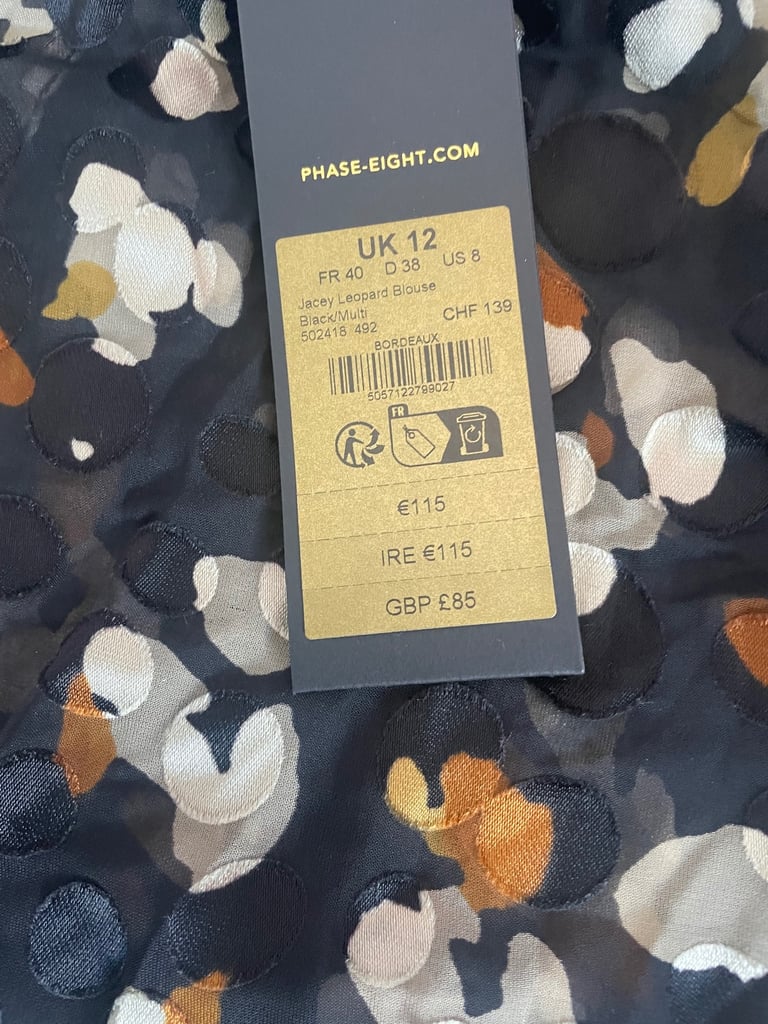 PHASE-EIGHT.COM
UK 12
FR 40 D 38 US 8
Jacey Leopard Blouse
Black/Multi
502418 492 CHF 139
BORDEAUX
5057122799027
FR
€115
IRE €115
GBP £85